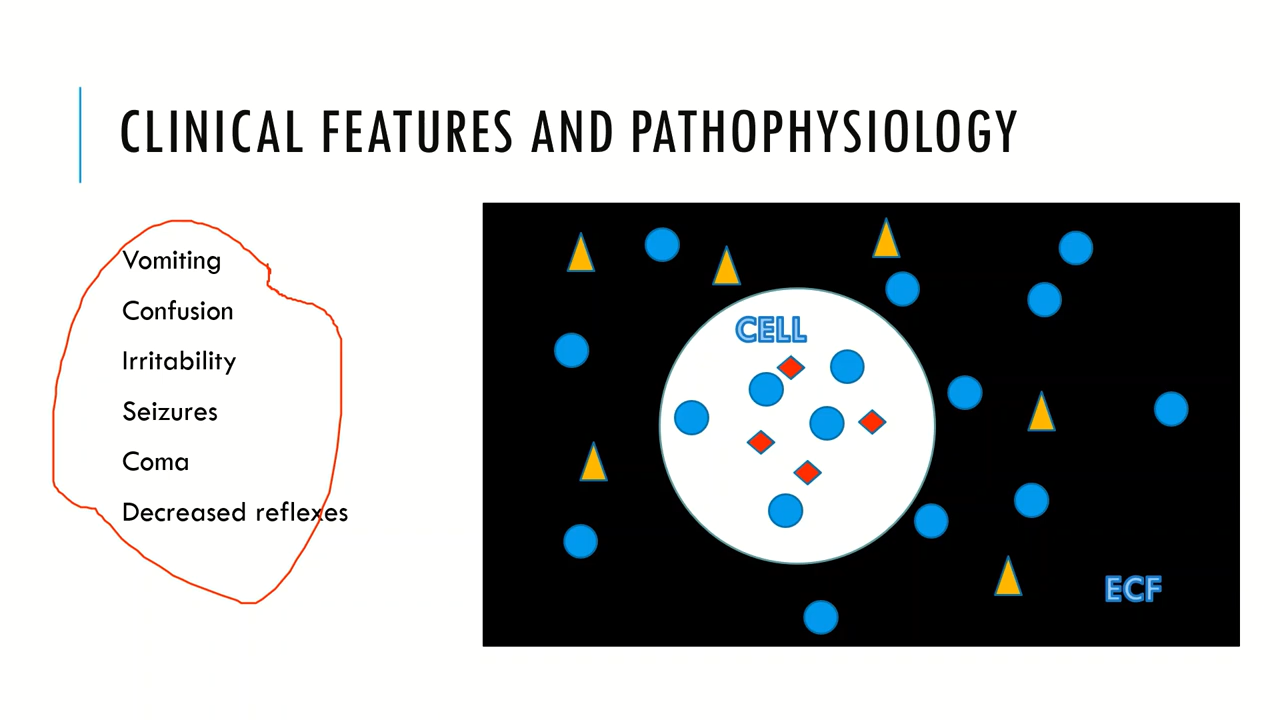 CLINICAL FEATURES AND PATHOPHYSIOLOGY
Vomiting
Confusion
Irritability
Seizures
Coma
Decreased reflexes
CELL
ECF